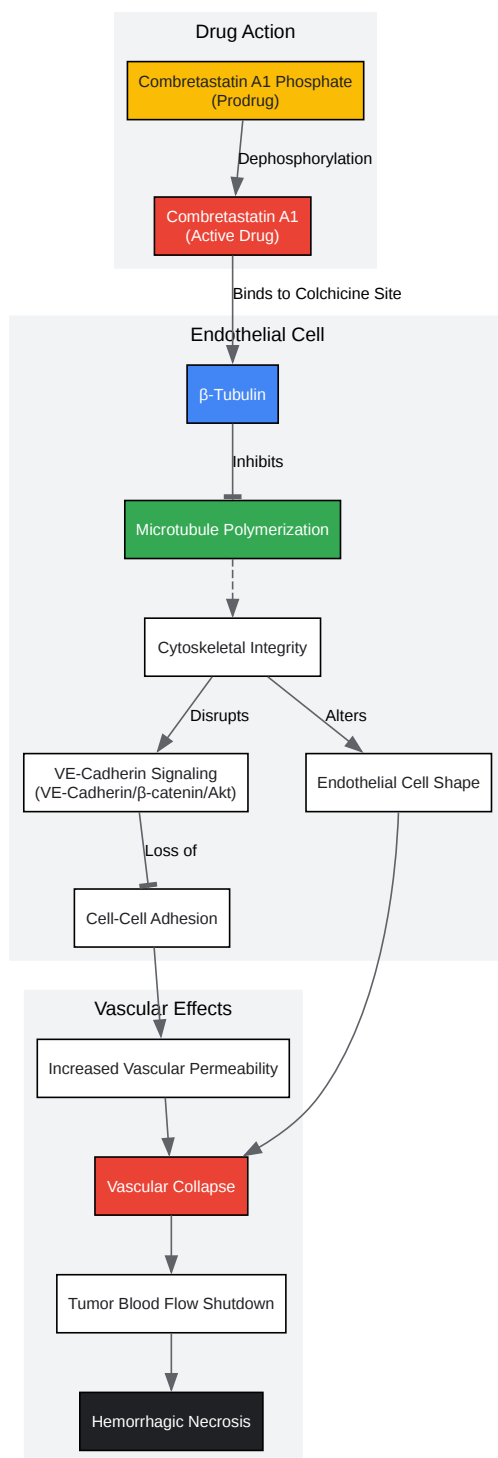 Drug Action
Combretastatin A1 Phosphate
(Prodrug)
Dephosphorylation
Combretastatin A1
(Active Drug)
Binds to Colchicine Site
Endothelial Cell
β-Tubulin
Inhibits
Microtubule Polymerization
Cytoskeletal Integrity
Disrupts
Alters
VE-Cadherin Signaling
(VE-Cadherin/β-catenin/Akt)
Endothelial Cell Shape
Loss of
Cell-Cell Adhesion
Vascular Effects
Increased Vascular Permeability
Vascular Collapse
Tumor Blood Flow Shutdown
Hemorrhagic Necrosis